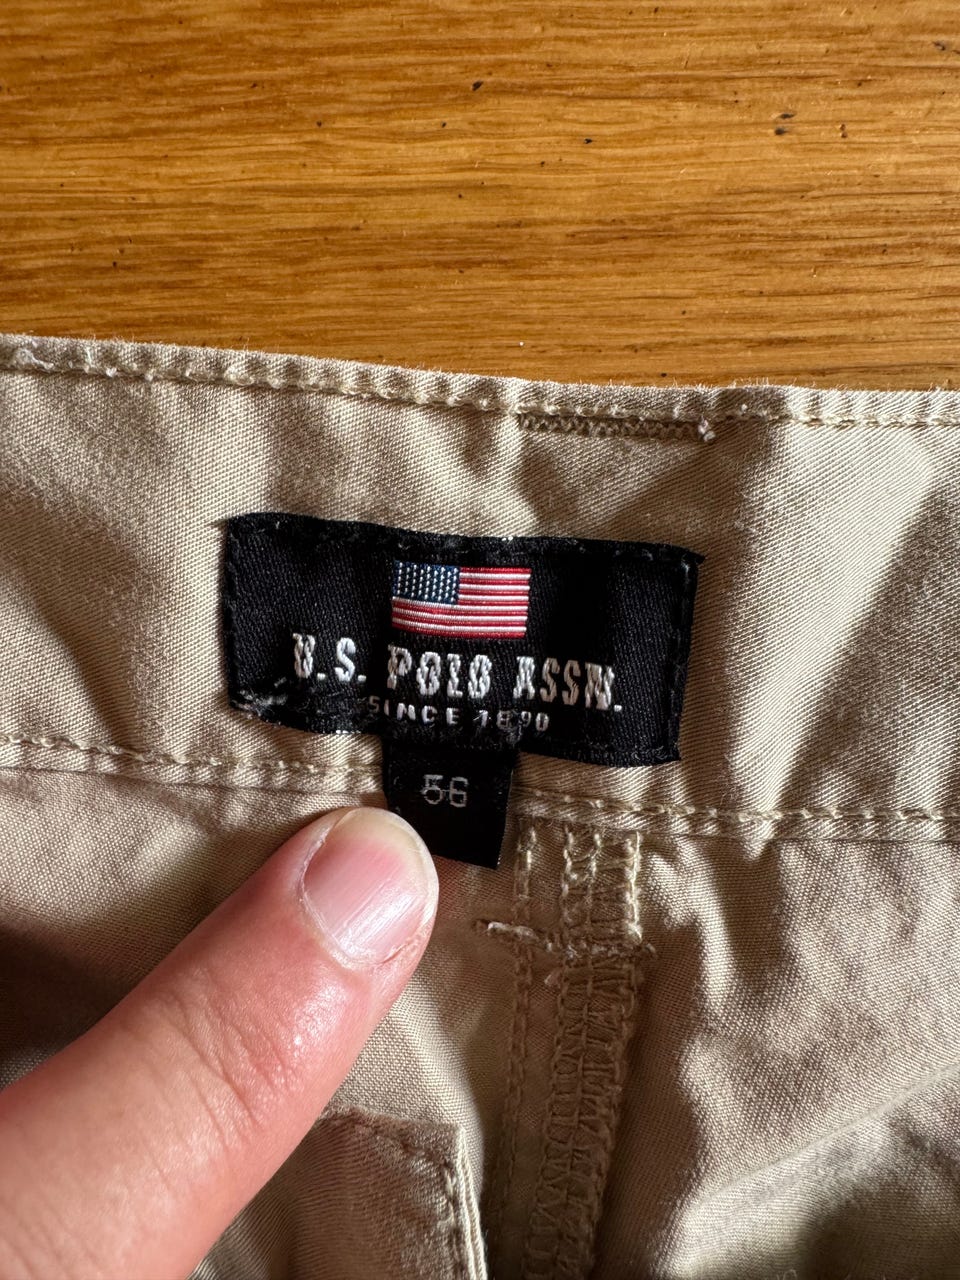 U.S. POLO ASSN.
SINCE 1890
56